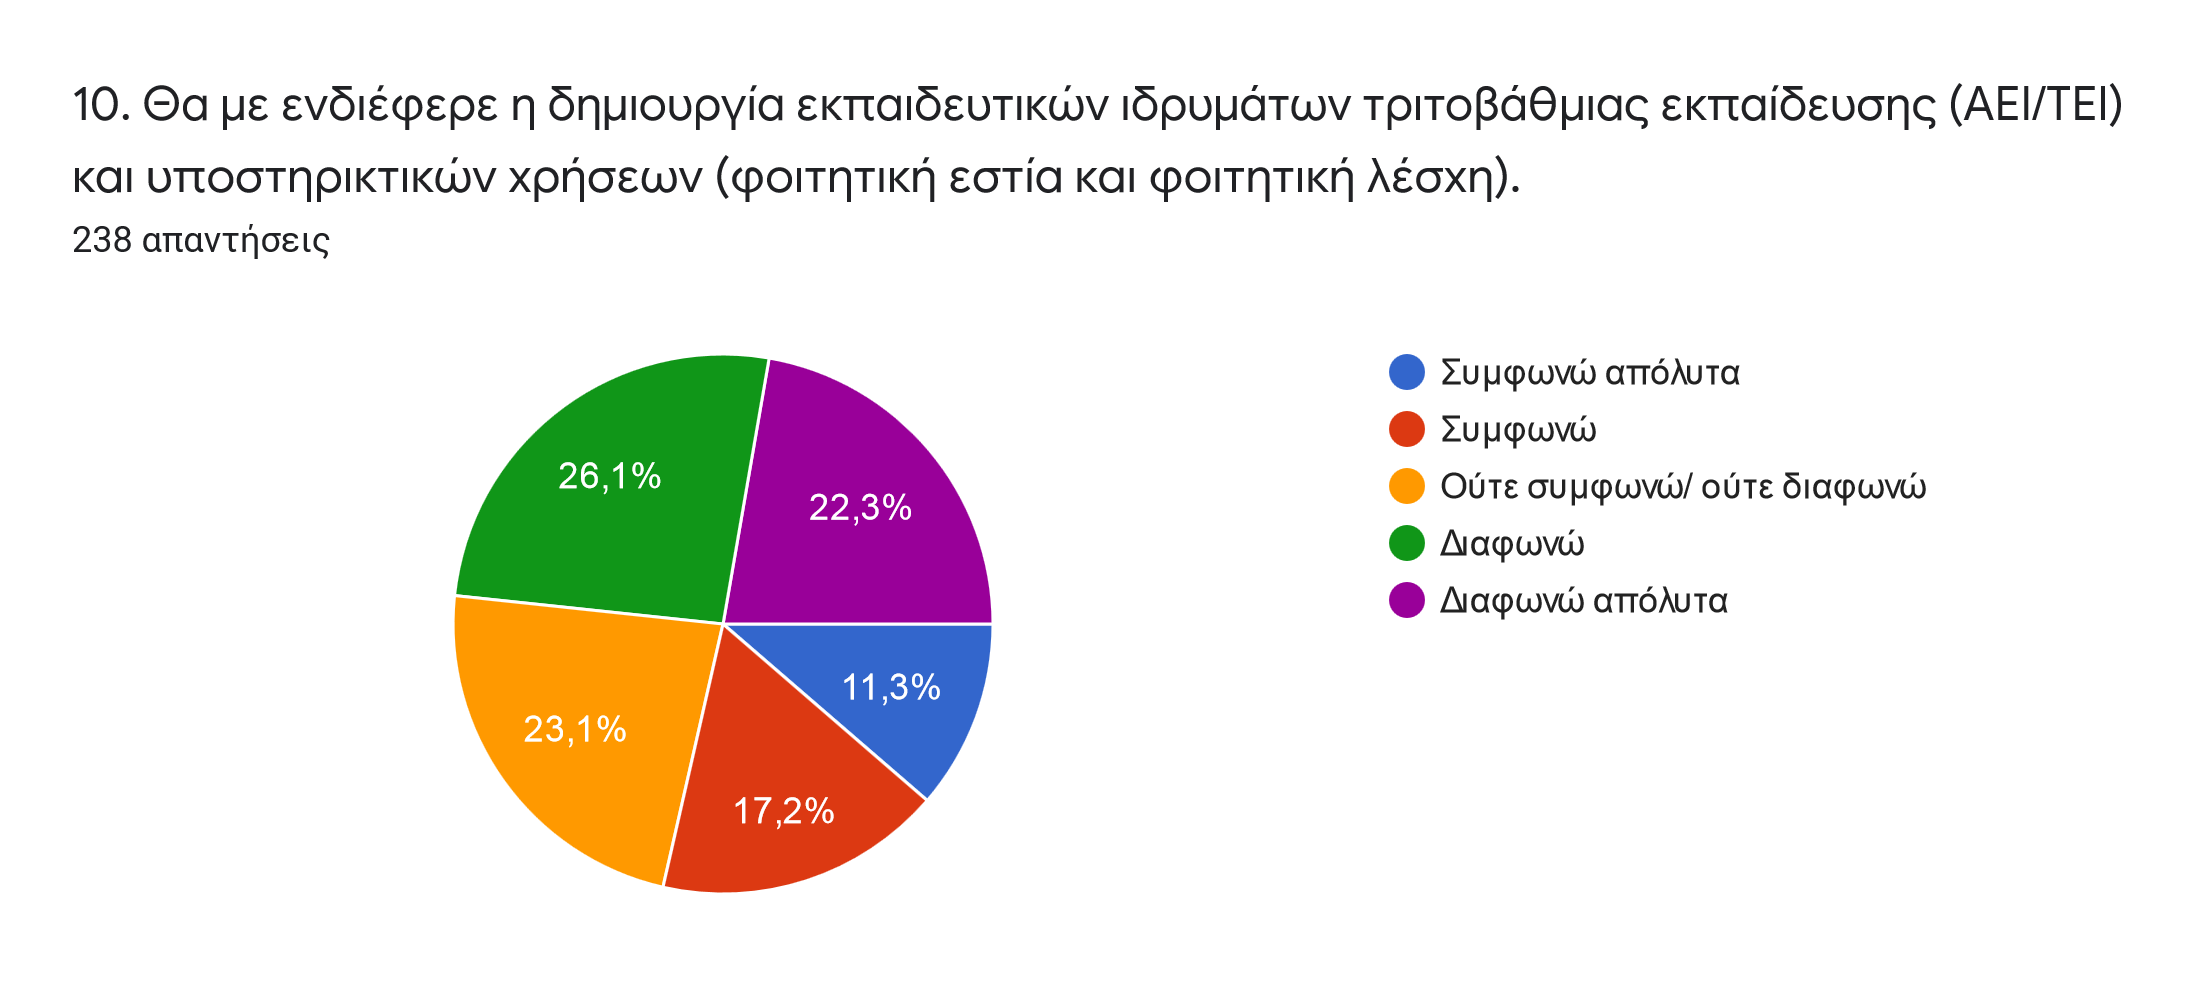 10. Θα με ενδιέφερε η δημιουργία εκπαιδευτικών ιδρυμάτων τριτοβάθμιας εκπαίδευσης (ΑΕΙ/ΤΕΙ)
και υποστηρικτικών χρήσεων (φοιτητική εστία και φοιτητική λέσχη).
238 απαντήσεις
Συμφωνώ απόλυτα
Συμφωνώ
Ούτε συμφωνώ/ ούτε διαφωνώ
Διαφωνώ
Διαφωνώ απόλυτα
26,1%
22,3%
11,3%
23,1%
17,2%